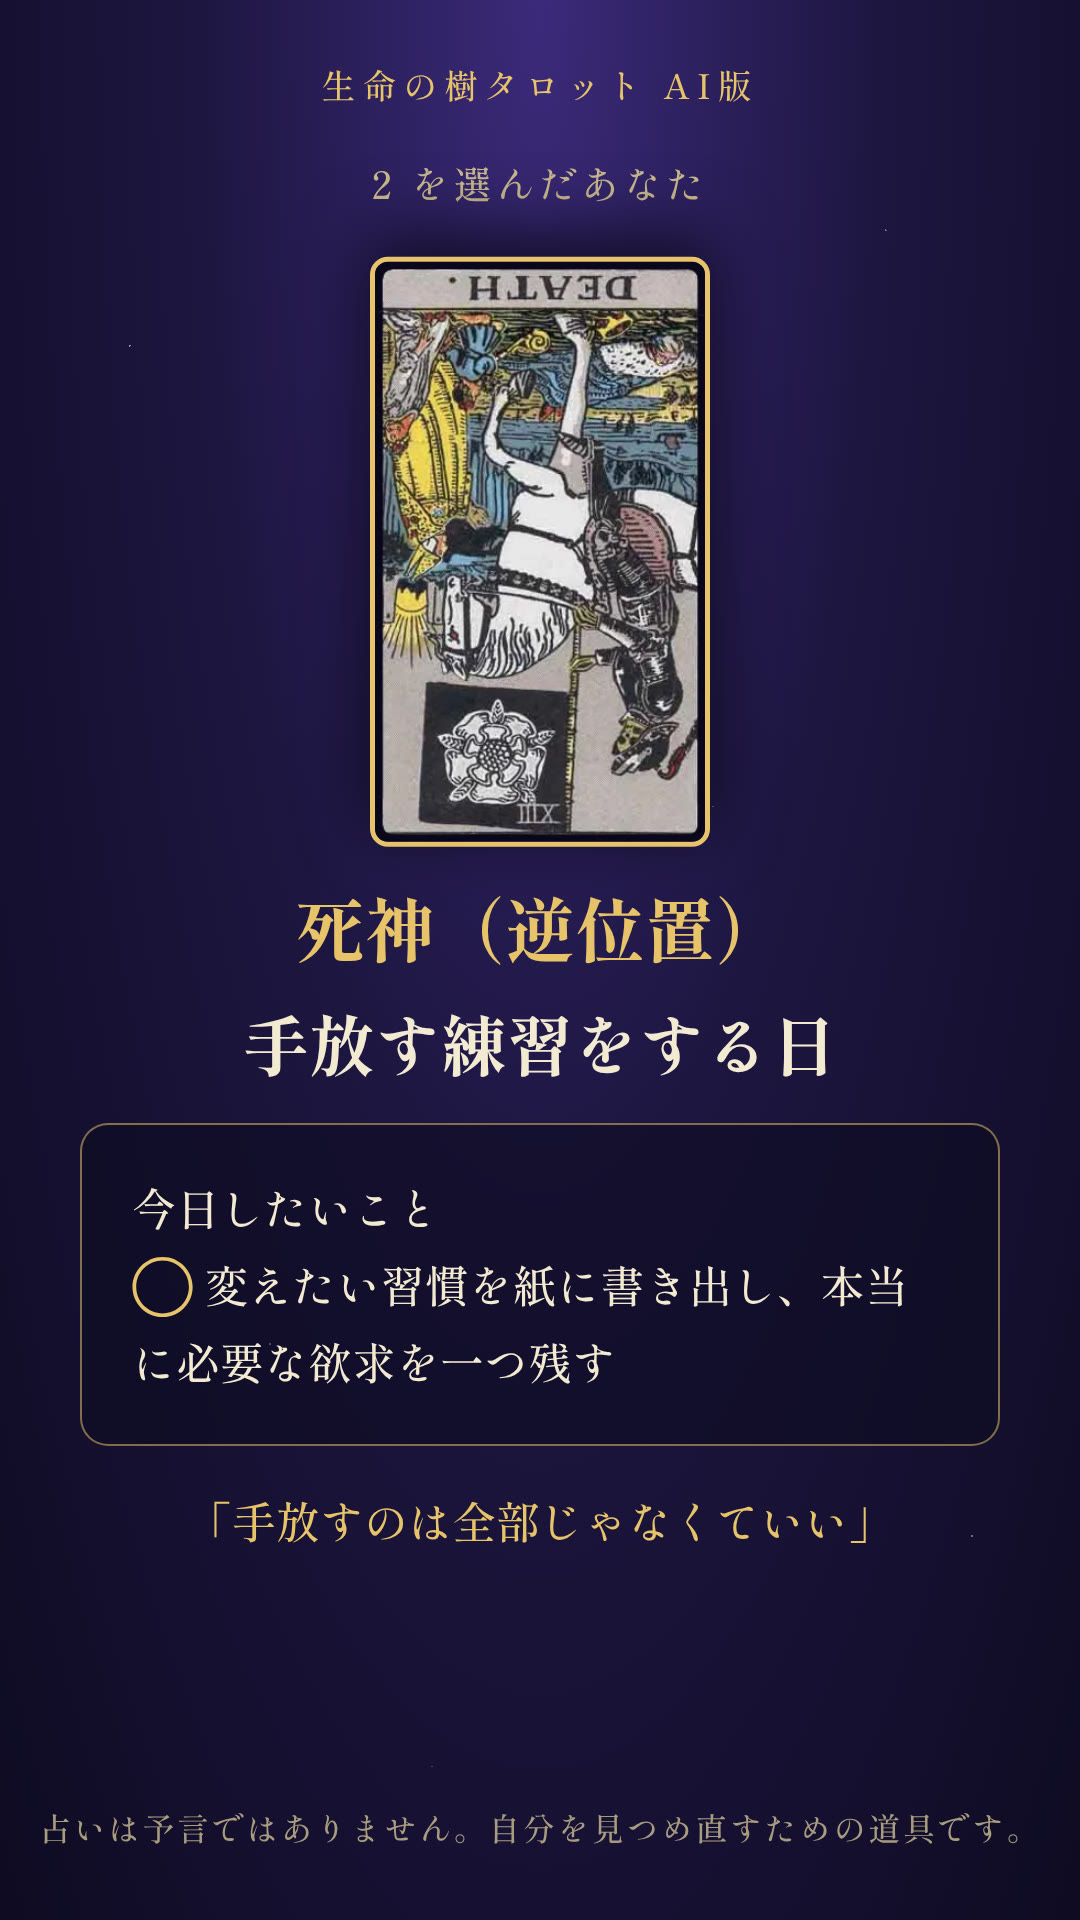 生命の樹タロット AI版
2 を選んだあなた
DEATH.
XIII
死神（逆位置）
手放す練習をする日
今日したいこと
◯ 変えたい習慣を紙に書き出し、本当
に必要な欲求を一つ残す
「手放すのは全部じゃなくていい」
占いは予言ではありません。自分を見つめ直すための道具です。